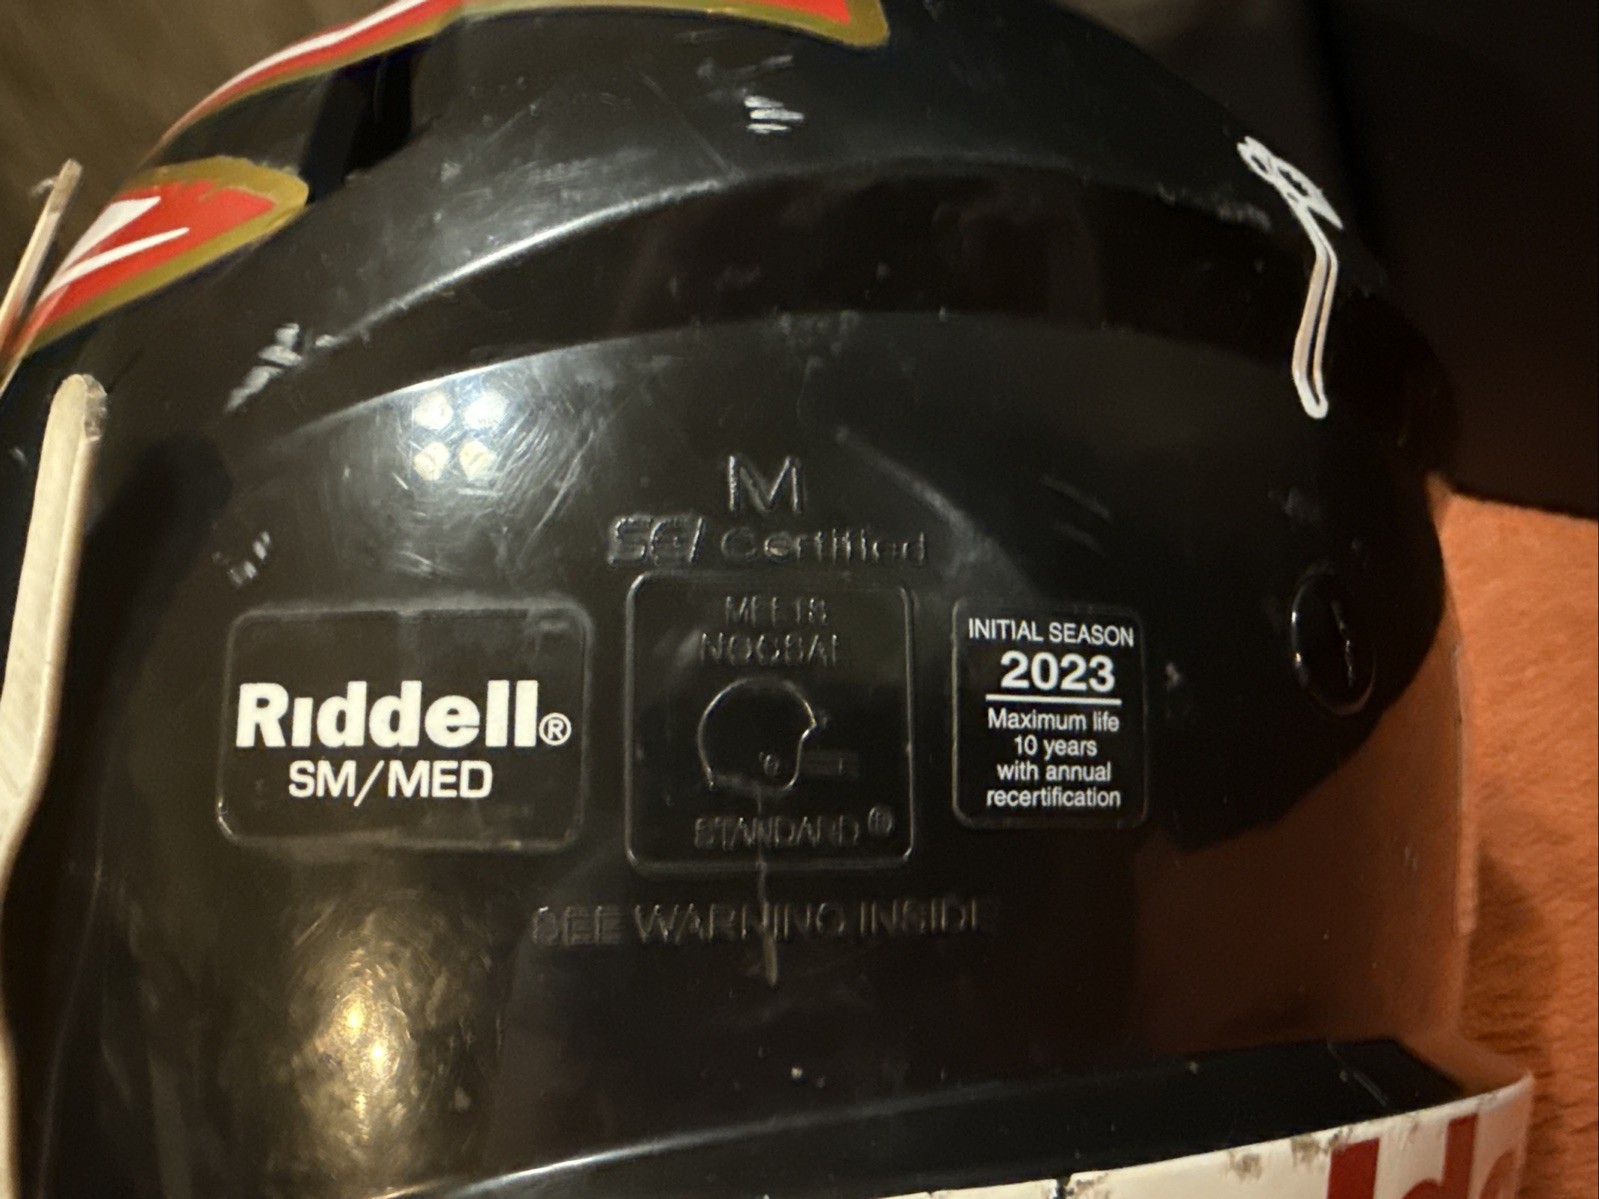 M
SEI Certified
Riddell®
SM/MED
MEETS
NOCSAE
STANDARD®
INITIAL SEASON
2023
Maximum life
10 years
with annual
recertification
SEE WARNING INSIDE